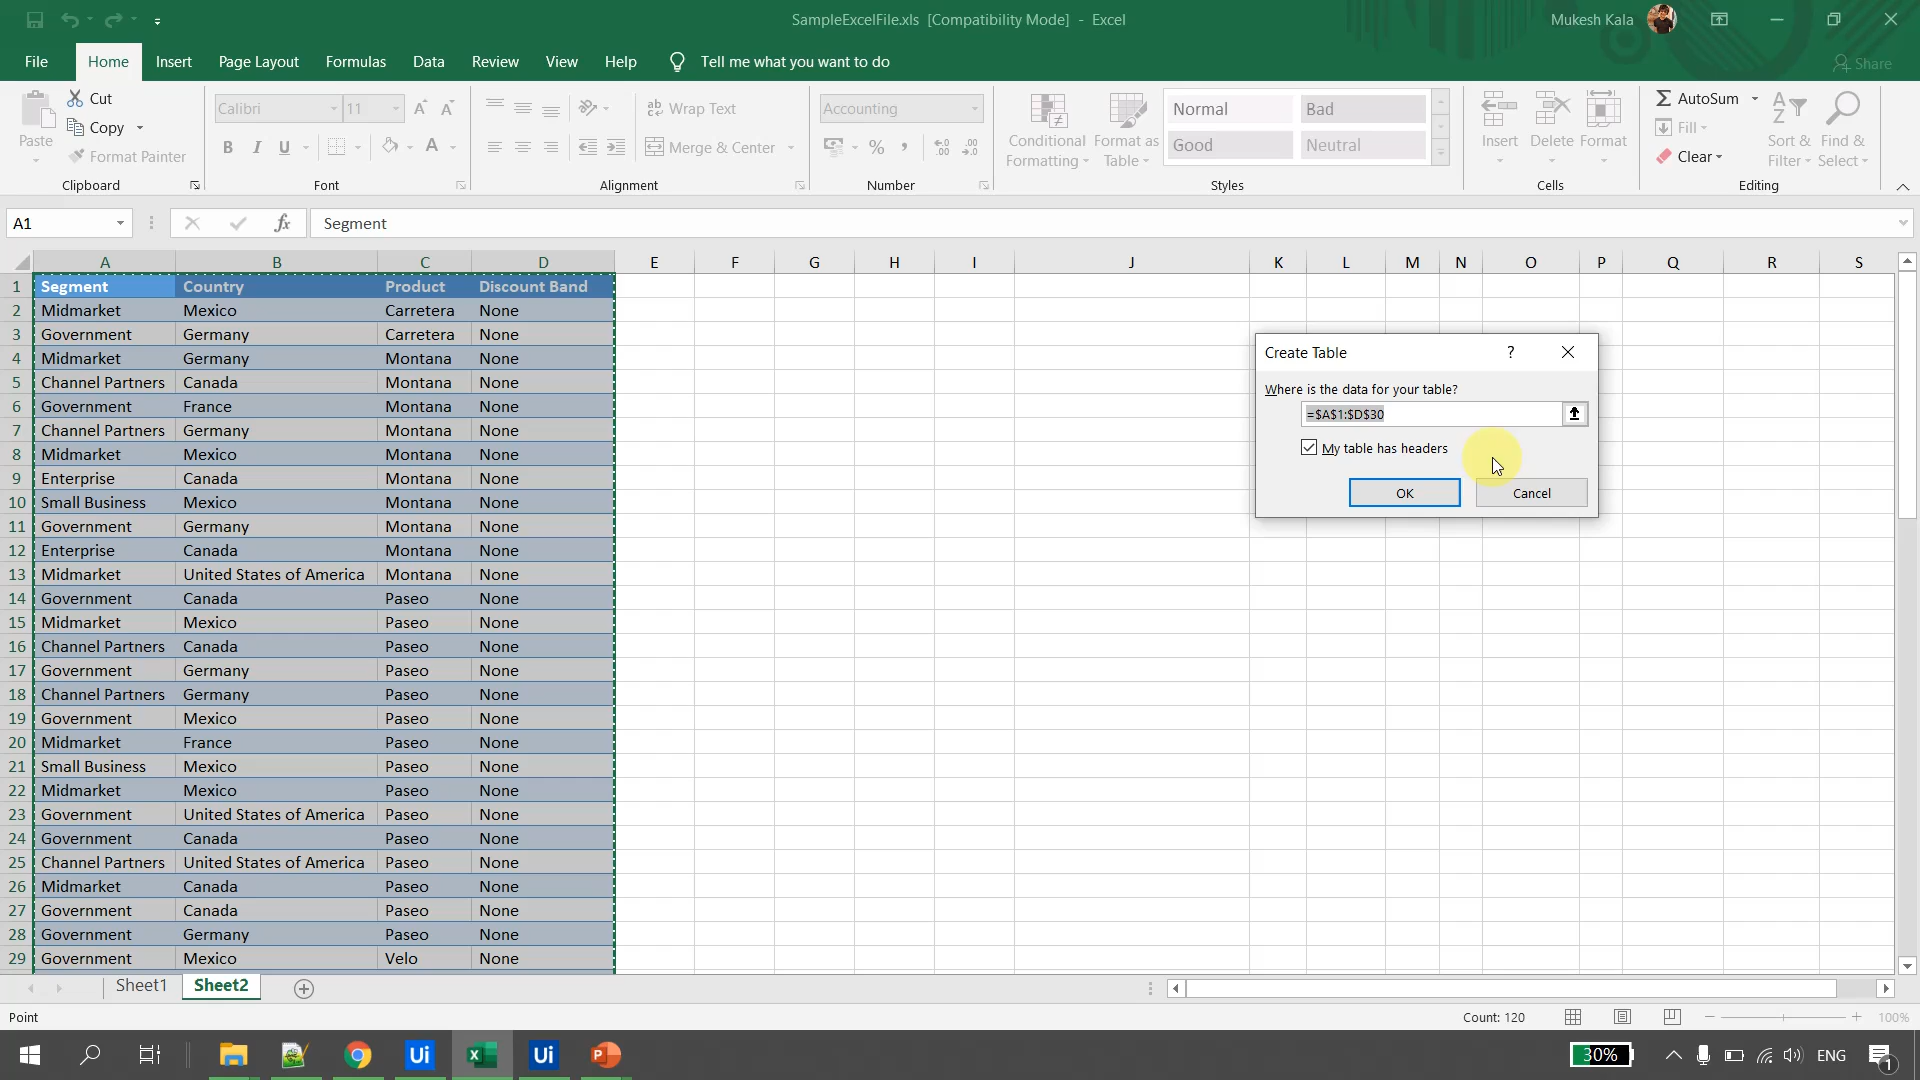 SampleExcelFile.xls  [Compatibility Mode]  -  Excel
Mukesh Kala
File Home Insert Page Layout Formulas Data Review View Help Tell me what you want to do Share
Cut
Copy
Format Painter
Paste
Clipboard
Calibri 11
B I U
Font
Wrap Text
Merge & Center
Alignment
Accounting
Number
Conditional Formatting
Format as Table
Normal Bad
Good Neutral
Styles
Insert Delete Format
Cells
AutoSum
Fill
Clear
Sort & Filter
Find & Select
Editing
A1 fx Segment
A B C D E F G H I J K L M N O P Q R S
1 Segment Country Product Discount Band
2 Midmarket Mexico Carretera None
3 Government Germany Carretera None
4 Midmarket Germany Montana None
5 Channel Partners Canada Montana None
6 Government France Montana None
7 Channel Partners Germany Montana None
8 Midmarket Mexico Montana None
9 Enterprise Canada Montana None
10 Small Business Mexico Montana None
11 Government Germany Montana None
12 Enterprise Canada Montana None
13 Midmarket United States of America Montana None
14 Government Canada Paseo None
15 Midmarket Mexico Paseo None
16 Channel Partners Canada Paseo None
17 Government Germany Paseo None
18 Channel Partners Germany Paseo None
19 Government Mexico Paseo None
20 Midmarket France Paseo None
21 Small Business Mexico Paseo None
22 Midmarket Mexico Paseo None
23 Government United States of America Paseo None
24 Government Canada Paseo None
25 Channel Partners United States of America Paseo None
26 Midmarket Canada Paseo None
27 Government Canada Paseo None
28 Government Germany Paseo None
29 Government Mexico Velo None
Create Table ?
Where is the data for your table?
=$A$1:$D$30
My table has headers
OK Cancel
Sheet1 Sheet2
Point Count: 120 100%
Ui Ui 30% ENG 1